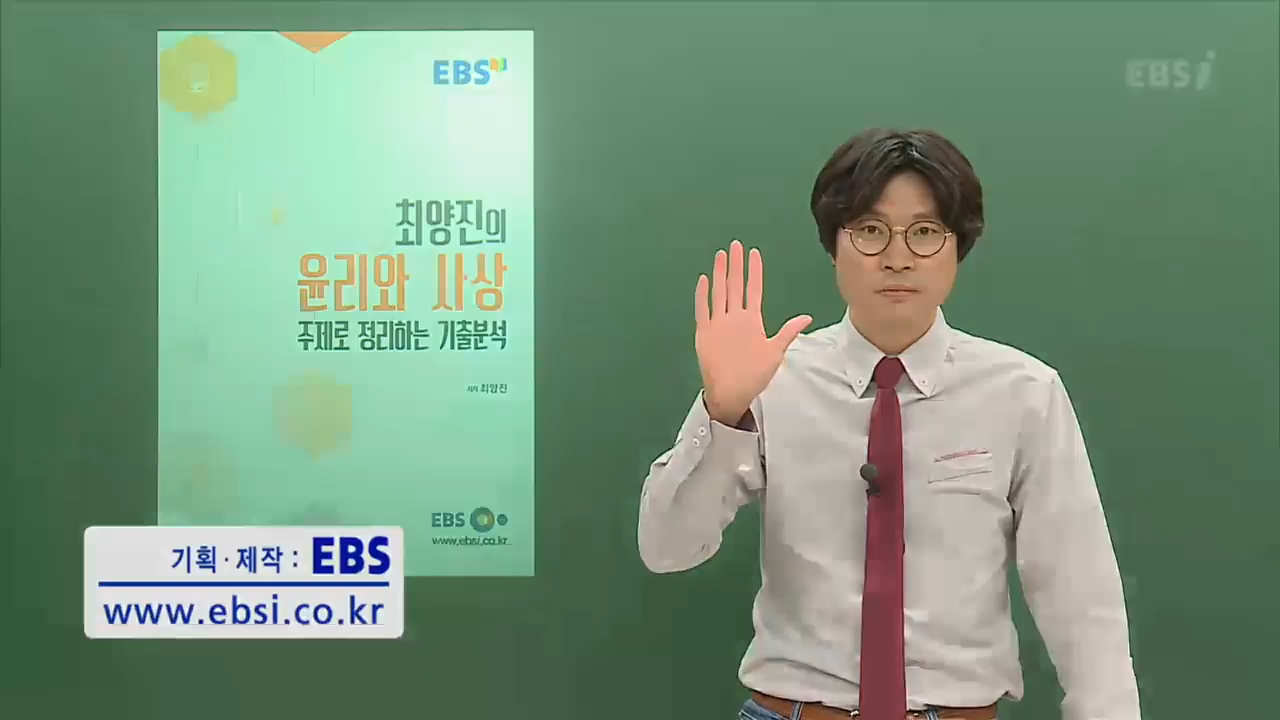 EBS
EBSi
최양진의
윤리와 사상
주제로 정리하는 기출분석
최양진
EBS
www.ebsi.co.kr
기획·제작 : EBS
www.ebsi.co.kr